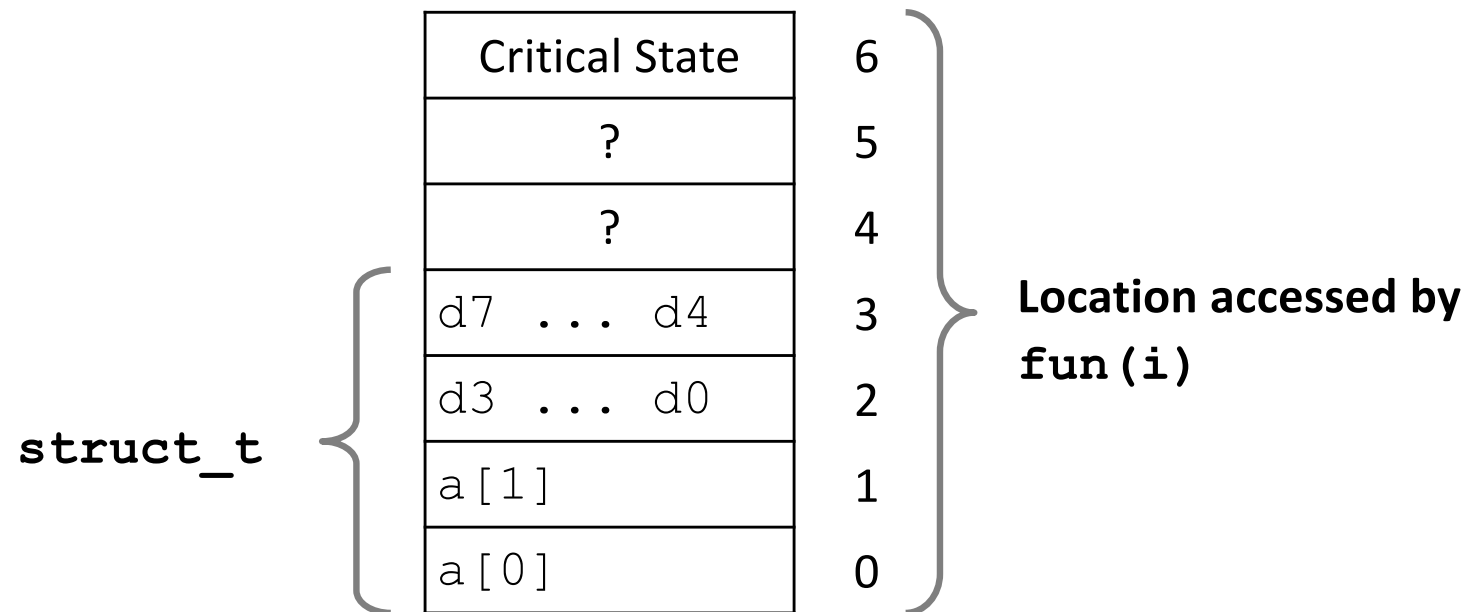 Critical State 6
? 5
? 4
d7 ... d4 3
d3 ... d0 2
a[1] 1
a[0] 0
struct_t
Location accessed by
fun(i)